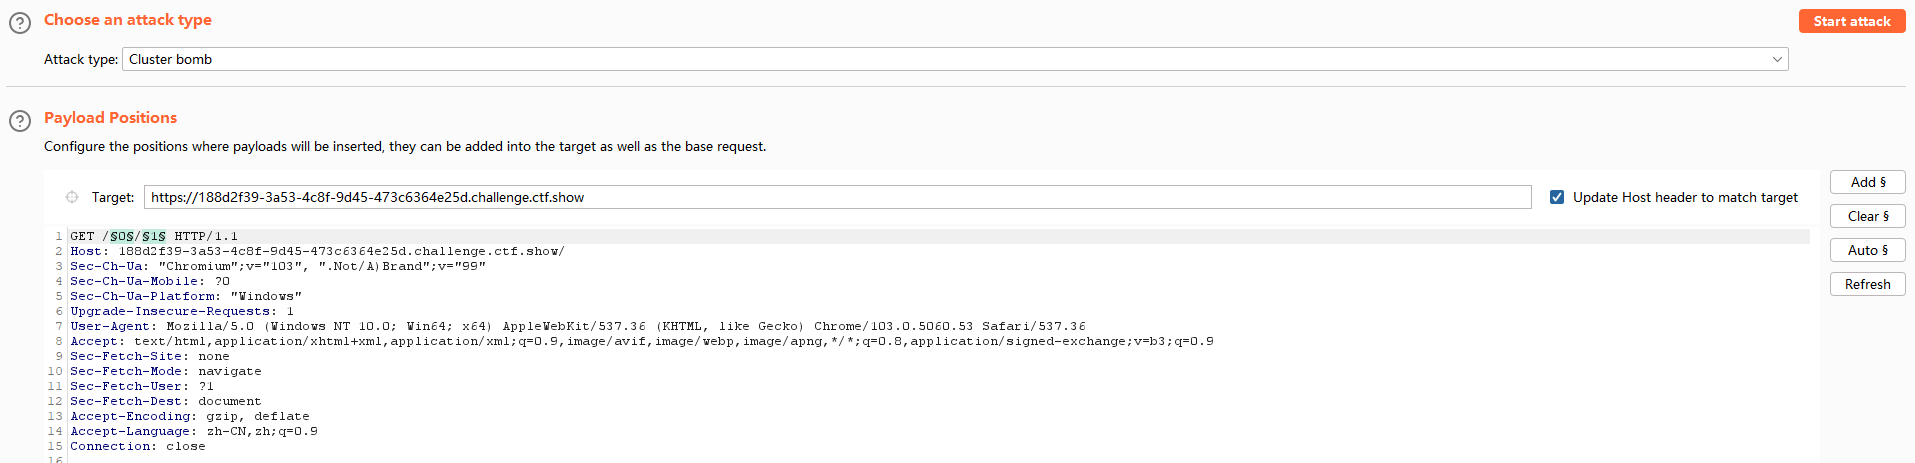 Choose an attack type
Start attack
Attack type: Cluster bomb
Payload Positions
Configure the positions where payloads will be inserted, they can be added into the target as well as the base request.
Target: https://188d2f39-3a53-4c8f-9d45-473c6364e25d.challenge.ctf.show
Update Host header to match target
Add §
Clear §
Auto §
Refresh
1 GET /§0§/§1§ HTTP/1.1
2 Host: 188d2f39-3a53-4c8f-9d45-473c6364e25d.challenge.ctf.show/
3 Sec-Ch-Ua: "Chromium";v="103", ".Not/A)Brand";v="99"
4 Sec-Ch-Ua-Mobile: ?0
5 Sec-Ch-Ua-Platform: "Windows"
6 Upgrade-Insecure-Requests: 1
7 User-Agent: Mozilla/5.0 (Windows NT 10.0; Win64; x64) AppleWebKit/537.36 (KHTML, like Gecko) Chrome/103.0.5060.53 Safari/537.36
8 Accept: text/html,application/xhtml+xml,application/xml;q=0.9,image/avif,image/webp,image/apng,*/*;q=0.8,application/signed-exchange;v=b3;q=0.9
9 Sec-Fetch-Site: none
10 Sec-Fetch-Mode: navigate
11 Sec-Fetch-User: ?1
12 Sec-Fetch-Dest: document
13 Accept-Encoding: gzip, deflate
14 Accept-Language: zh-CN,zh;q=0.9
15 Connection: close
16